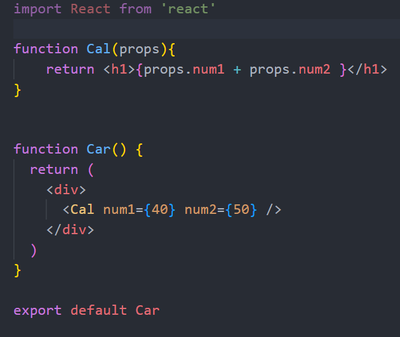 import React from 'react'
function Cal(props){
return <h1>{props.num1 + props.num2 }</h1>
}
function Car() {
return (
<div>
<Cal num1={40} num2={50} />
</div>
)
}
export default Car